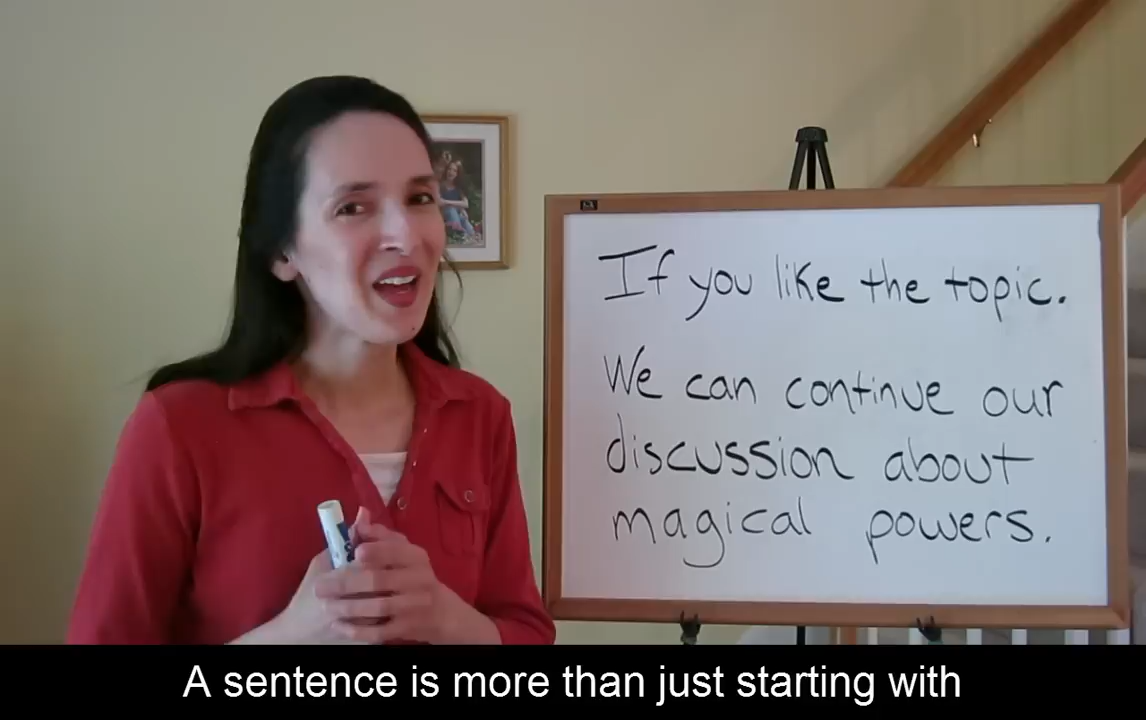 If you like the topic.
We can continue our
discussion about
magical powers.
A sentence is more than just starting with